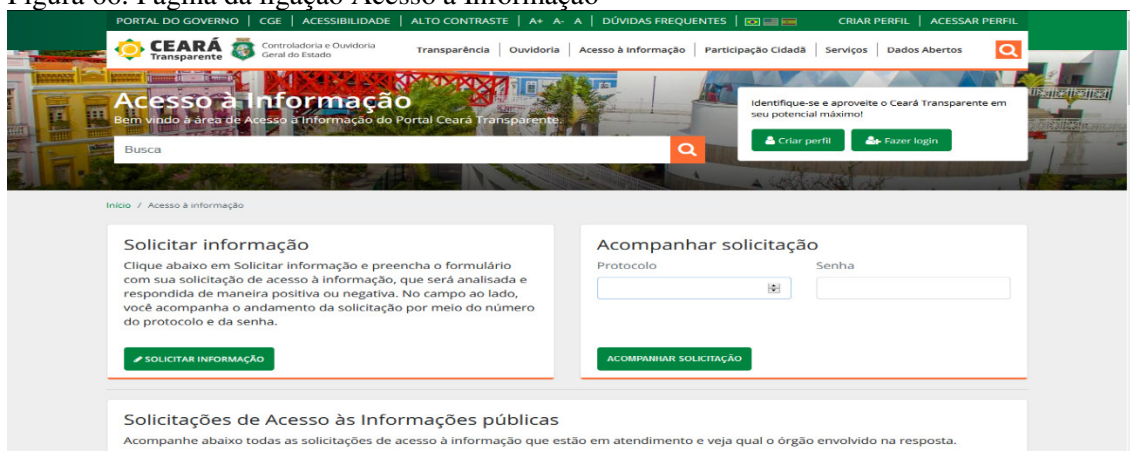 Figura 60: Página da ligação Acesso à Informação
PORTAL DO GOVERNO | CGE | ACESSIBILIDADE | ALTO CONTRASTE | A+ A- A | DÚVIDAS FREQUENTES | CRIAR PERFIL | ACESSAR PERFIL
CEARÁ Transparente
Controladoria e Ouvidoria Geral do Estado
Transparência | Ouvidoria | Acesso à Informação | Participação Cidadã | Serviços | Dados Abertos
Acesso à Informação
Bem vindo à área de Acesso à Informação do Portal Ceará Transparente.
Busca
Identifique-se e aproveite o Ceará Transparente em
seu potencial máximo!
Criar perfil
Fazer login
Início / Acesso à informação
Solicitar informação
Clique abaixo em Solicitar informação e preencha o formulário
com sua solicitação de acesso à informação, que será analisada e
respondida de maneira positiva ou negativa. No campo ao lado,
você acompanha o andamento da solicitação por meio do número
do protocolo e da senha.
SOLICITAR INFORMAÇÃO
Acompanhar solicitação
Protocolo
Senha
ACOMPANHAR SOLICITAÇÃO
Solicitações de Acesso às Informações públicas
Acompanhe abaixo todas as solicitações de acesso à informação que estão em atendimento e veja qual o órgão envolvido na resposta.